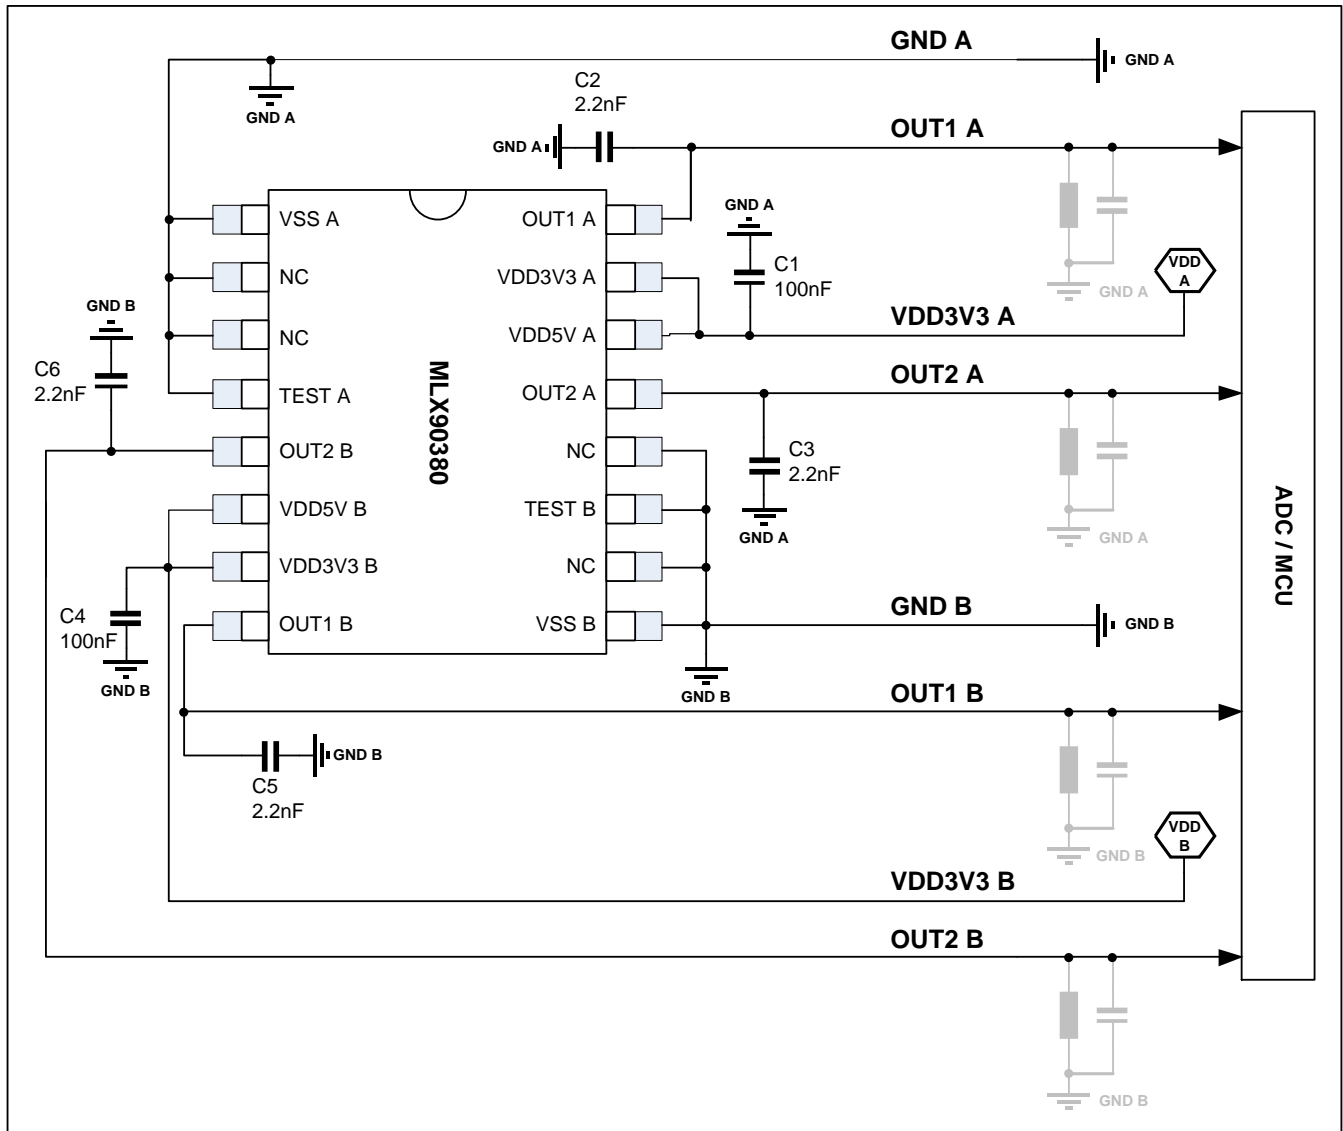 GND A
GND A
GND A
C2
2.2nF
OUT1 A
GND A
VSS A
OUT1 A
GND A
NC
VDD3V3 A
C1
100nF
VDD
A
GND A
GND B
VDD3V3 A
NC
VDD5V A
C6
2.2nF
OUT2 A
TEST A
OUT2 A
MLX90380
OUT2 B
NC
C3
2.2nF
ADC / MCU
VDD5V B
TEST B
GND A
GND A
VDD3V3 B
NC
C4
100nF
GND B
OUT1 B
VSS B
GND B
GND B
GND B
OUT1 B
GND B
C5
2.2nF
VDD
B
GND B
VDD3V3 B
OUT2 B
GND B